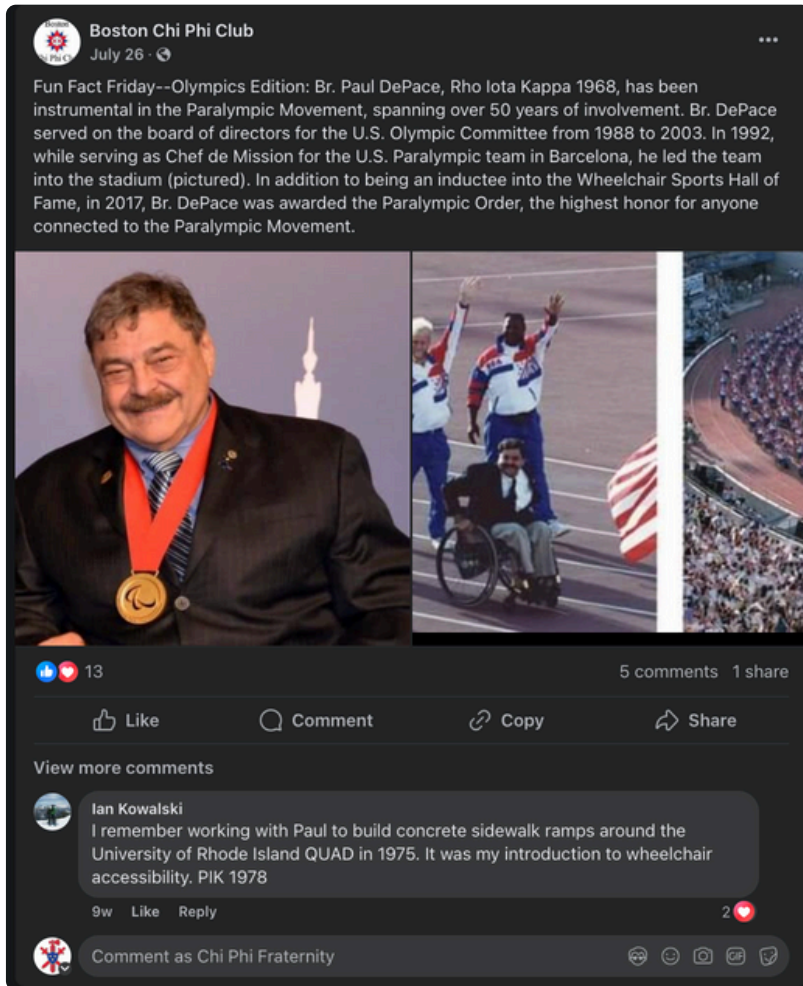 Boston Chi Phi Club
July 26 ·
Fun Fact Friday--Olympics Edition: Br. Paul DePace, Rho Iota Kappa 1968, has been
instrumental in the Paralympic Movement, spanning over 50 years of involvement. Br. DePace
served on the board of directors for the U.S. Olympic Committee from 1988 to 2003. In 1992,
while serving as Chef de Mission for the U.S. Paralympic team in Barcelona, he led the team
into the stadium (pictured). In addition to being an inductee into the Wheelchair Sports Hall of
Fame, in 2017, Br. DePace was awarded the Paralympic Order, the highest honor for anyone
connected to the Paralympic Movement.
13
5 comments 1 share
Like Comment Copy Share
View more comments
Ian Kowalski
I remember working with Paul to build concrete sidewalk ramps around the
University of Rhode Island QUAD in 1975. It was my introduction to wheelchair
accessibility. PIK 1978
9w Like Reply
2
Comment as Chi Phi Fraternity
GIF